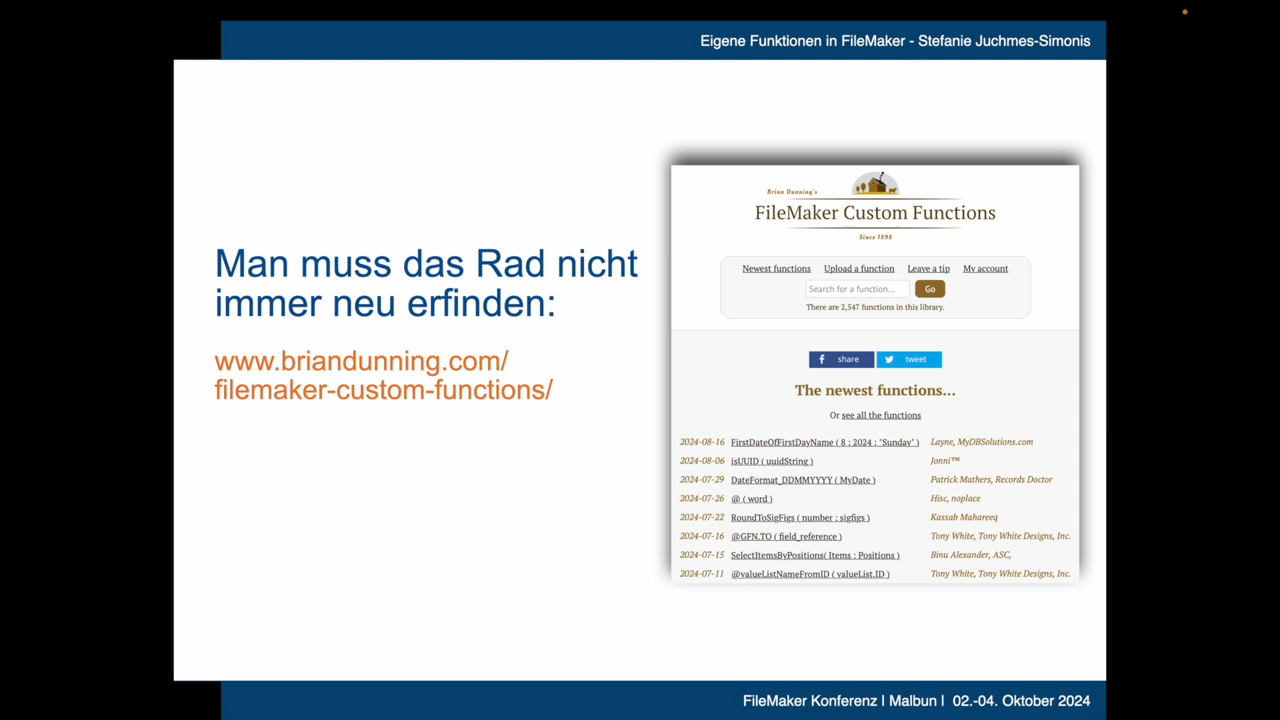 Eigene Funktionen in FileMaker - Stefanie Juchmes-Simonis
Man muss das Rad nicht
immer neu erfinden:
www.briandunning.com/
filemaker-custom-functions/
Brian Dunning's
FileMaker Custom Functions
Since 1898
Newest functions Upload a function Leave a tip My account
Search for a function... Go
There are 2,547 functions in this library.
share tweet
The newest functions...
Or see all the functions
2024-08-16 FirstDateOfFirstDayName ( 8 ; 2024 ; "Sunday" ) Layne, MyDBSolutions.com
2024-08-06 isUUID ( uuidString ) Jonni™
2024-07-29 DateFormat_DDMMYYYY ( MyDate ) Patrick Mathers, Records Doctor
2024-07-26 @ ( word ) Hisc, noplace
2024-07-22 RoundToSigFigs ( number ; sigfigs ) Kassab Mahareeq
2024-07-16 @GFN.TO ( field_reference ) Tony White, Tony White Designs, Inc.
2024-07-15 SelectItemsByPositions( Items ; Positions ) Binu Alexander, ASC,
2024-07-11 @valueListNameFromID ( valueList.ID ) Tony White, Tony White Designs, Inc.
FileMaker Konferenz | Malbun | 02.-04. Oktober 2024